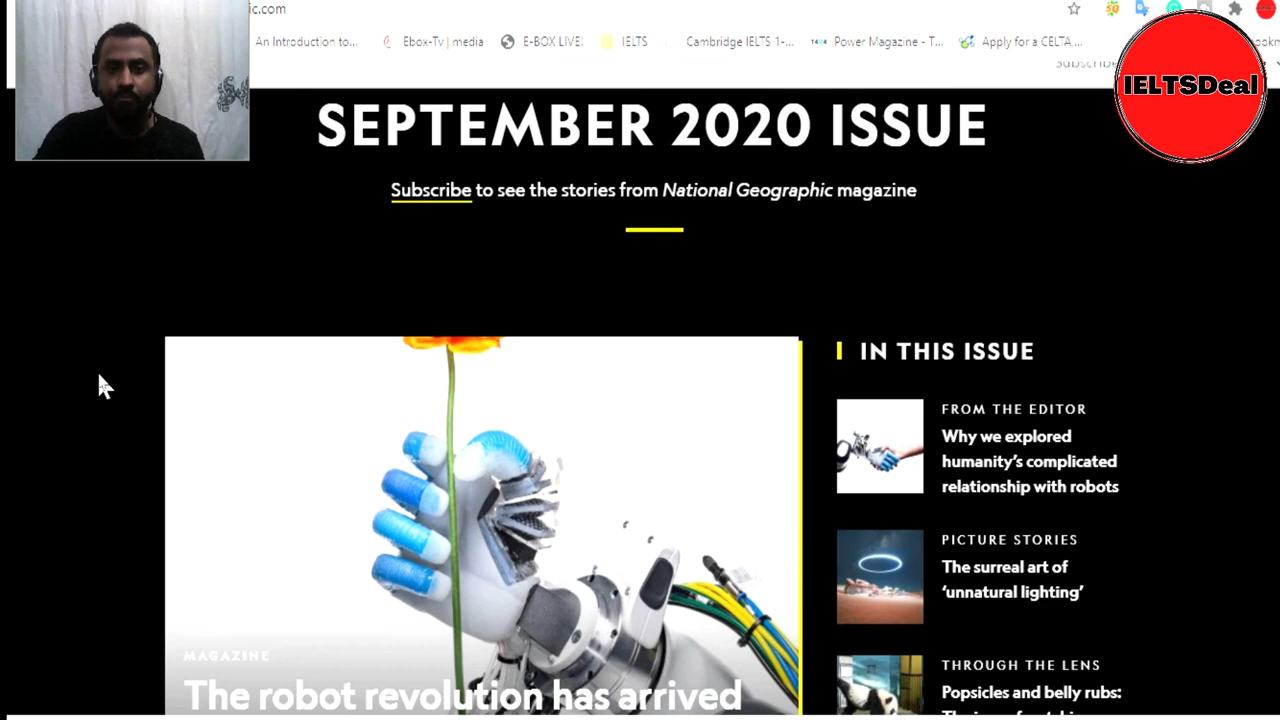 ic.com
An Introduction to...
Ebox-Tv | media
E-BOX LIVE!
IELTS
Cambridge IELTS 1-...
Power Magazine - T...
Apply for a CELTA...
Subscribe
IELTSDeal
SEPTEMBER 2020 ISSUE
Subscribe to see the stories from National Geographic magazine
IN THIS ISSUE
FROM THE EDITOR
Why we explored
humanity's complicated
relationship with robots
PICTURE STORIES
The surreal art of
'unnatural lighting'
THROUGH THE LENS
Popsicles and belly rubs:
MAGAZINE
The robot revolution has arrived